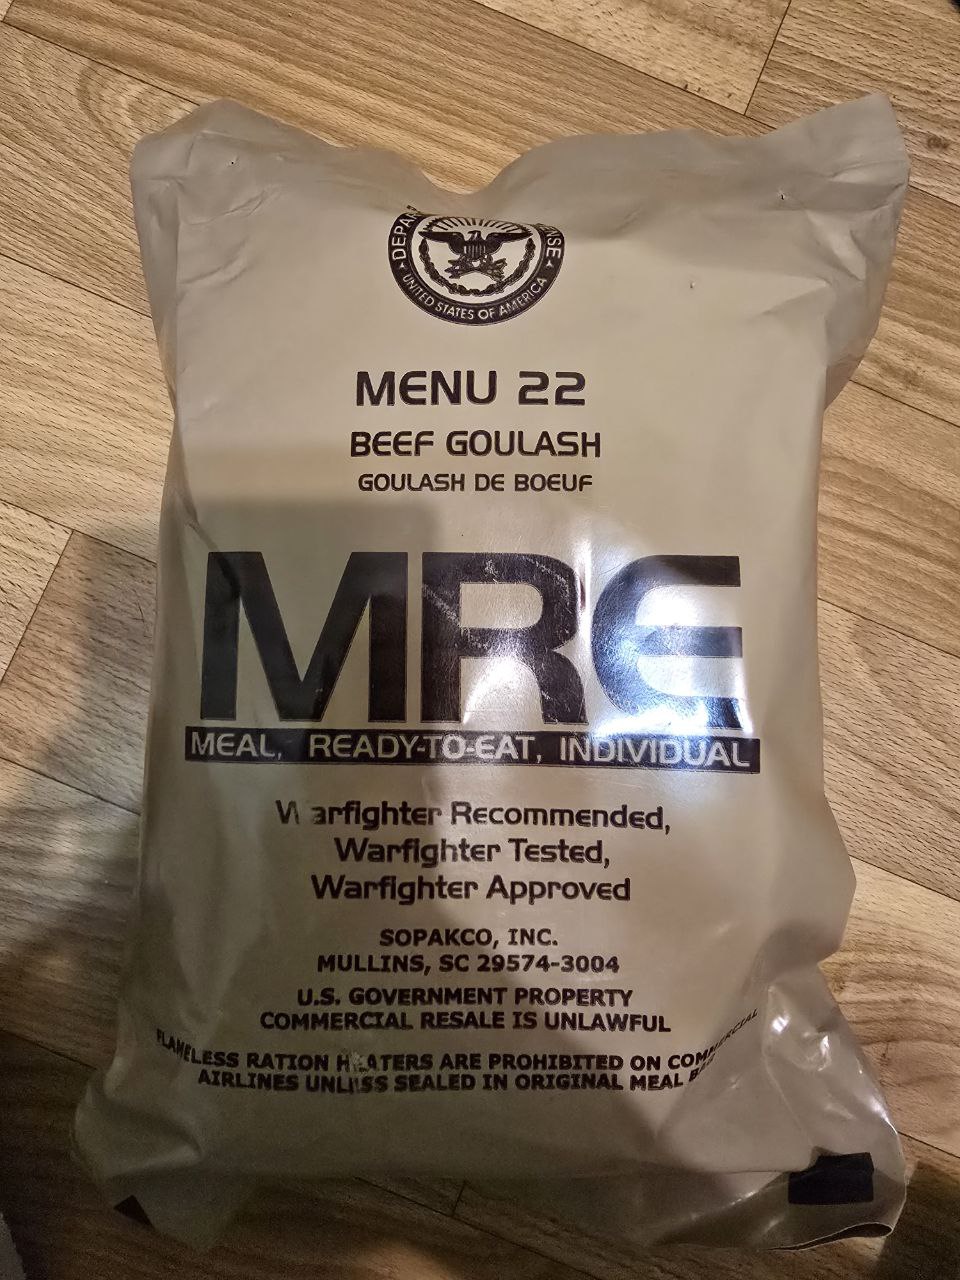 UNITED STATES OF AMERICA
MENU 22
BEEF GOULASH
GOULASH DE BOEUF
MRE
MEAL, READY-TO-EAT, INDIVIDUAL
Warfighter Recommended,
Warfighter Tested,
Warfighter Approved
SOPAKCO, INC.
MULLINS, SC 29574-3004
U.S. GOVERNMENT PROPERTY
COMMERCIAL RESALE IS UNLAWFUL
FLAMELESS RATION HEATERS ARE PROHIBITED ON COMMERCIAL
AIRLINES UNLESS SEALED IN ORIGINAL MEAL